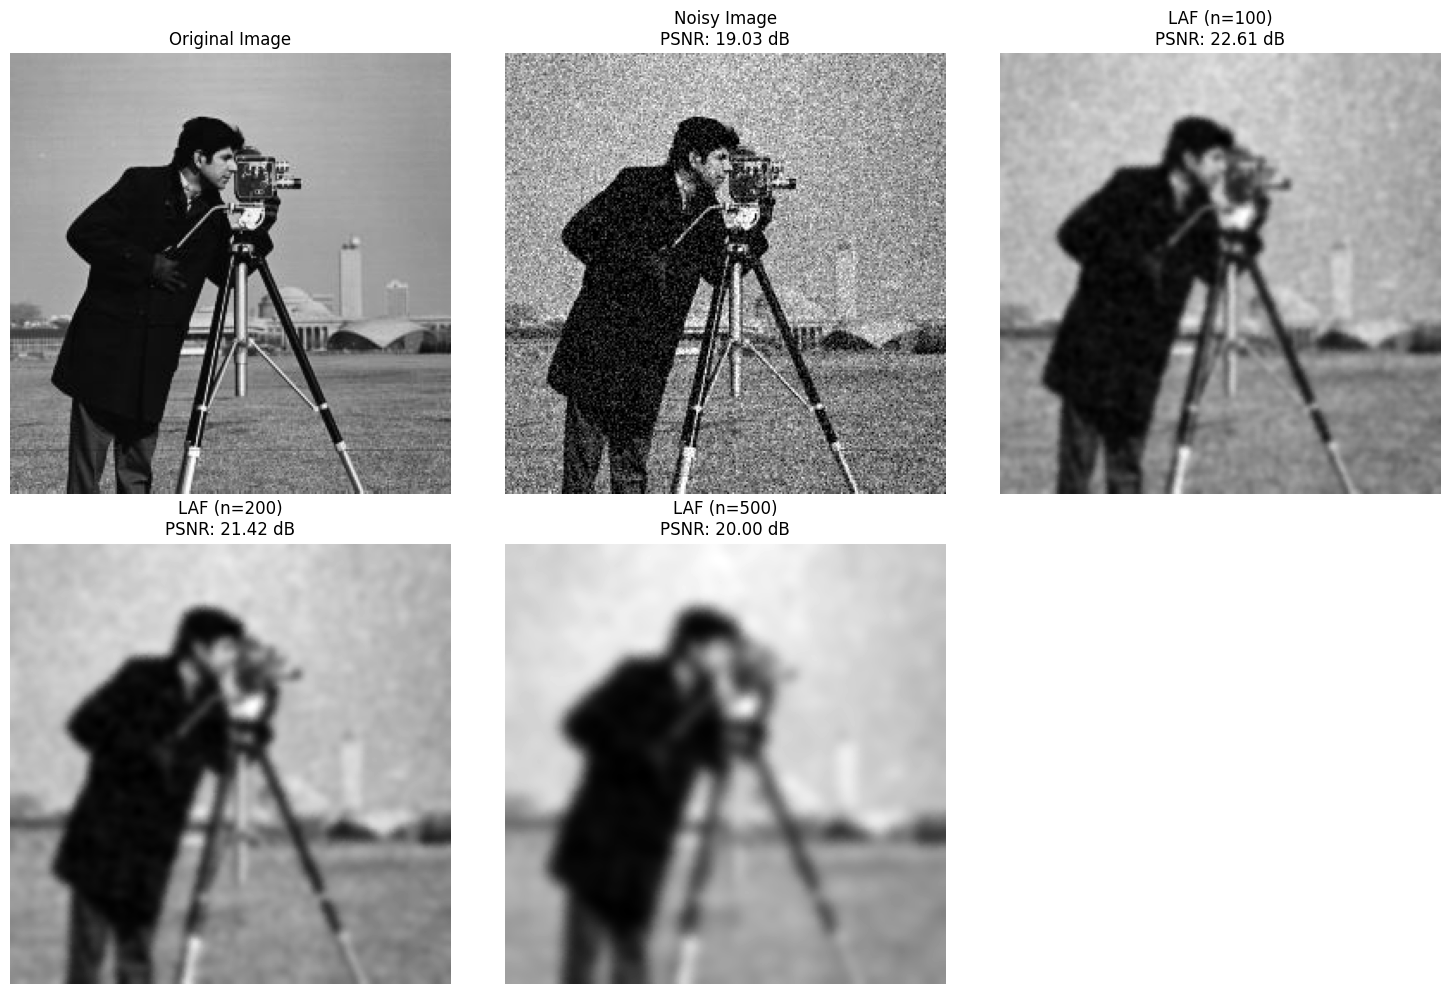 Original Image
Noisy Image
PSNR: 19.03 dB
LAF (n=100)
PSNR: 22.61 dB
LAF (n=200)
PSNR: 21.42 dB
LAF (n=500)
PSNR: 20.00 dB